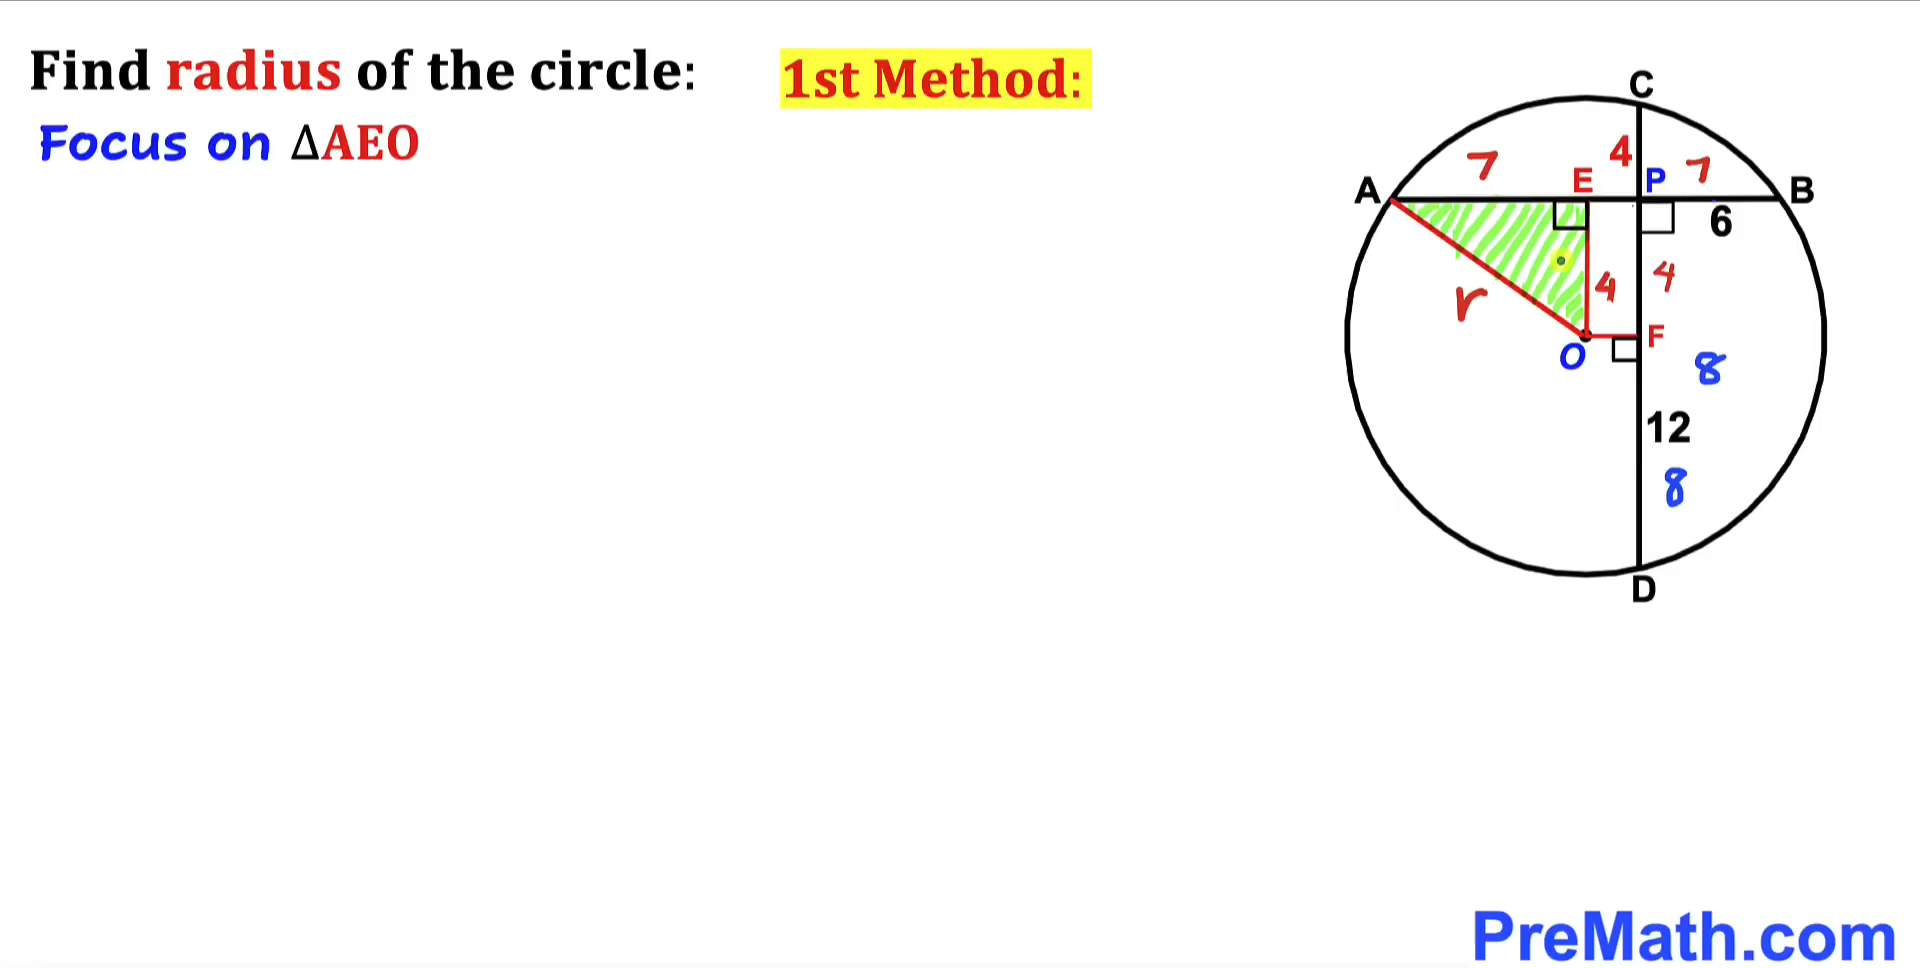 Find radius of the circle:
1st Method:
Focus on ΔAEO
C
7
4
7
A
E
P
B
6
4
4
r
F
O
8
12
8
D
PreMath.com